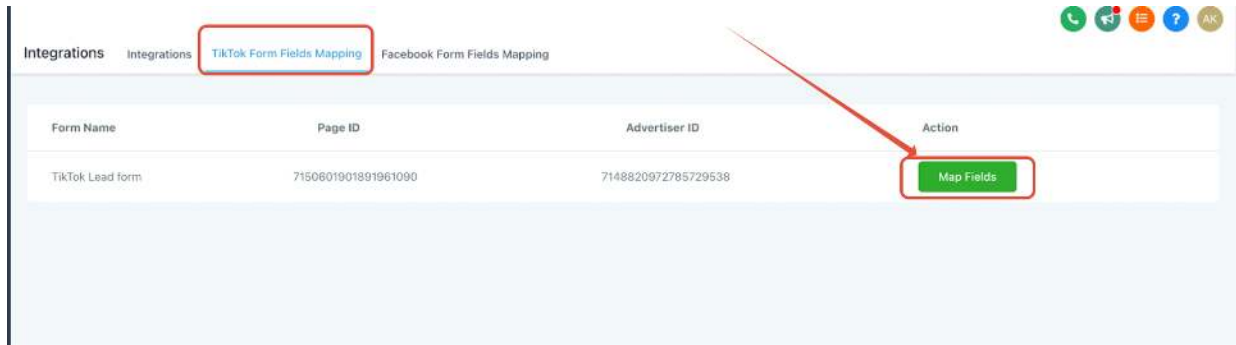 AK
Integrations Integrations TikTok Form Fields Mapping Facebook Form Fields Mapping
Form Name Page ID Advertiser ID Action
TikTok Lead form 7150601901891961090 7148820972785729538 Map Fields